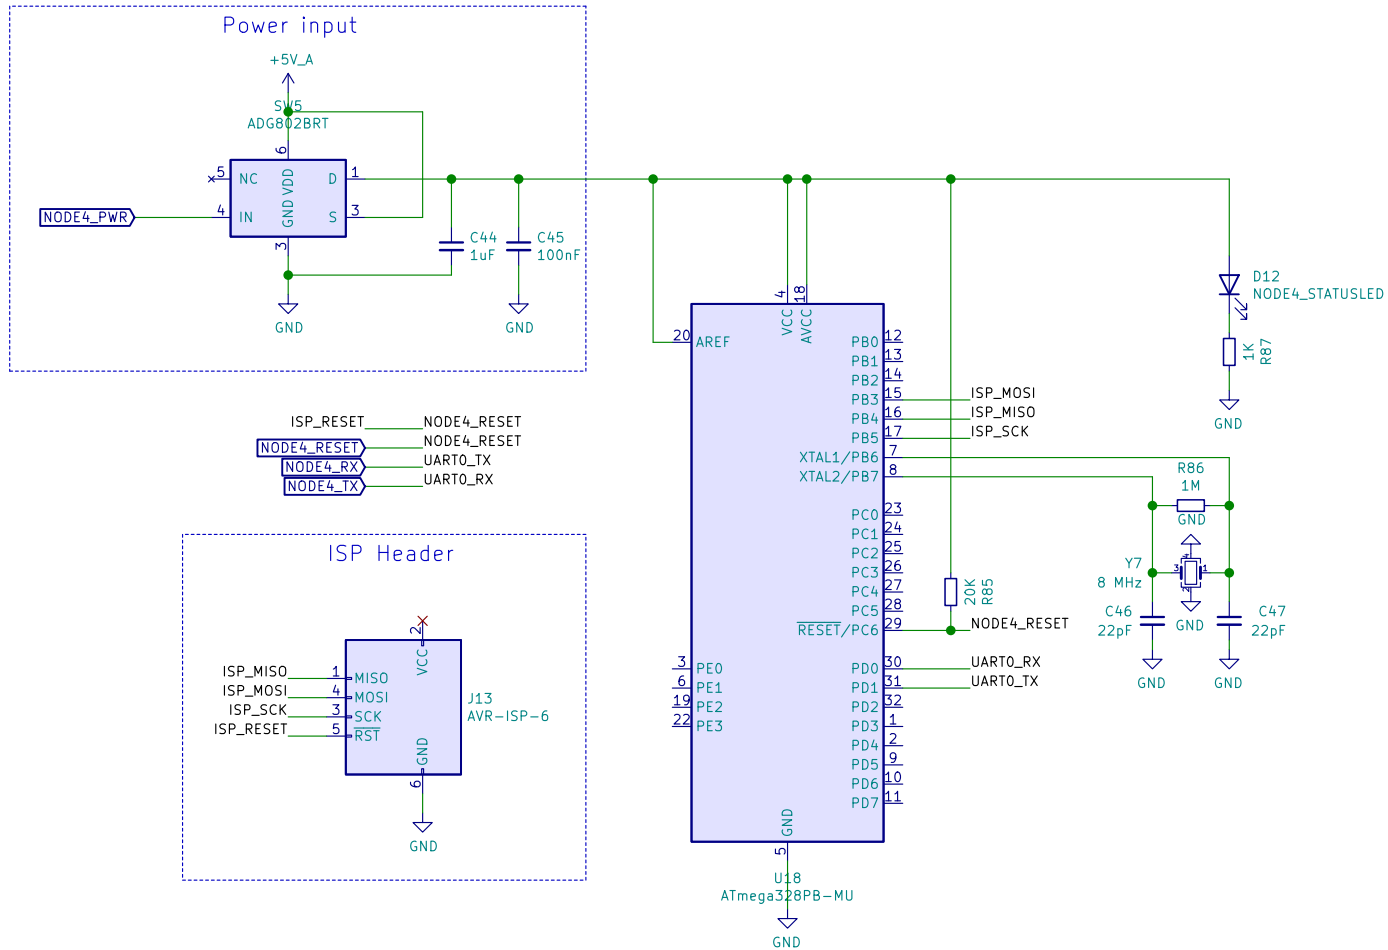 Power input
+5V_A
SW5
ADG802BRT
6
5
NC
VDD
D
1
NODE4_PWR
4
IN
GND
S
3
3
GND
C44
1uF
C45
100nF
GND
D12
NODE4_STATUSLED
1K
R87
GND
4
VCC
18
AVCC
20
AREF
PB0
12
PB1
13
PB2
14
PB3
15
ISP_MOSI
PB4
16
ISP_MISO
PB5
17
ISP_SCK
XTAL1/PB6
7
XTAL2/PB7
8
PC0
23
PC1
24
PC2
25
PC3
26
PC4
27
PC5
28
RESET/PC6
29
NODE4_RESET
PD0
30
UART0_RX
PD1
31
UART0_TX
PD2
32
PD3
1
PD4
2
PD5
9
PD6
10
PD7
11
3
PE0
6
PE1
19
PE2
22
PE3
GND
5
U18
ATmega328PB-MU
GND
20K
R85
R86
1M
GND
4
3
1
2
Y7
8 MHz
GND
C46
22pF
GND
C47
22pF
GND
ISP_RESET
NODE4_RESET
NODE4_RESET
NODE4_RESET
NODE4_RX
UART0_TX
NODE4_TX
UART0_RX
ISP Header
2
VCC
ISP_MISO
1
MISO
ISP_MOSI
4
MOSI
ISP_SCK
3
SCK
ISP_RESET
5
RST
GND
6
J13
AVR-ISP-6
GND